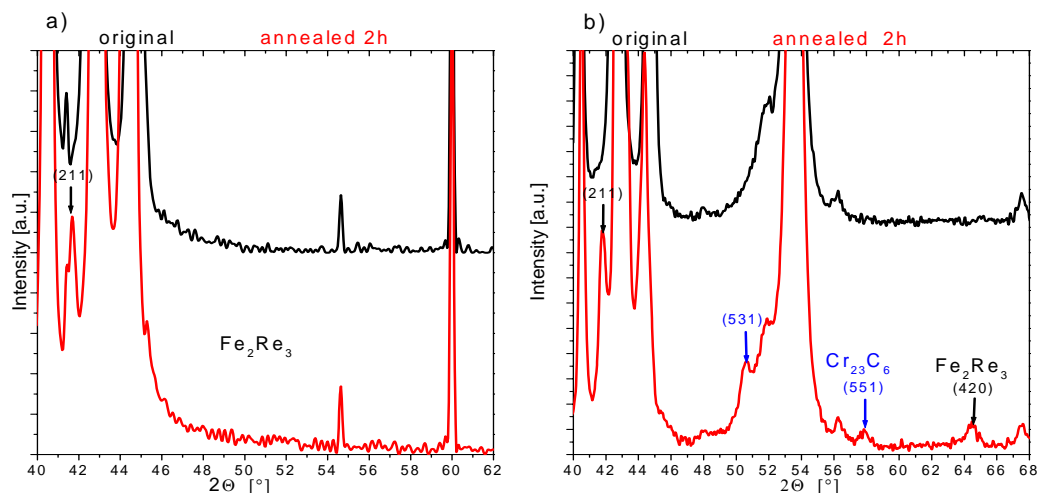 a)
original annealed 2h
Intensity [a.u.]
(211)
Fe₂Re₃
40 42 44 46 48 50 52 54 56 58 60 62
2Θ [°]
b)
original annealed 2h
Intensity [a.u.]
(211)
(531)
Cr₂₃C₆
(551)
Fe₂Re₃
(420)
40 42 44 46 48 50 52 54 56 58 60 62 64 66 68
2Θ [°]